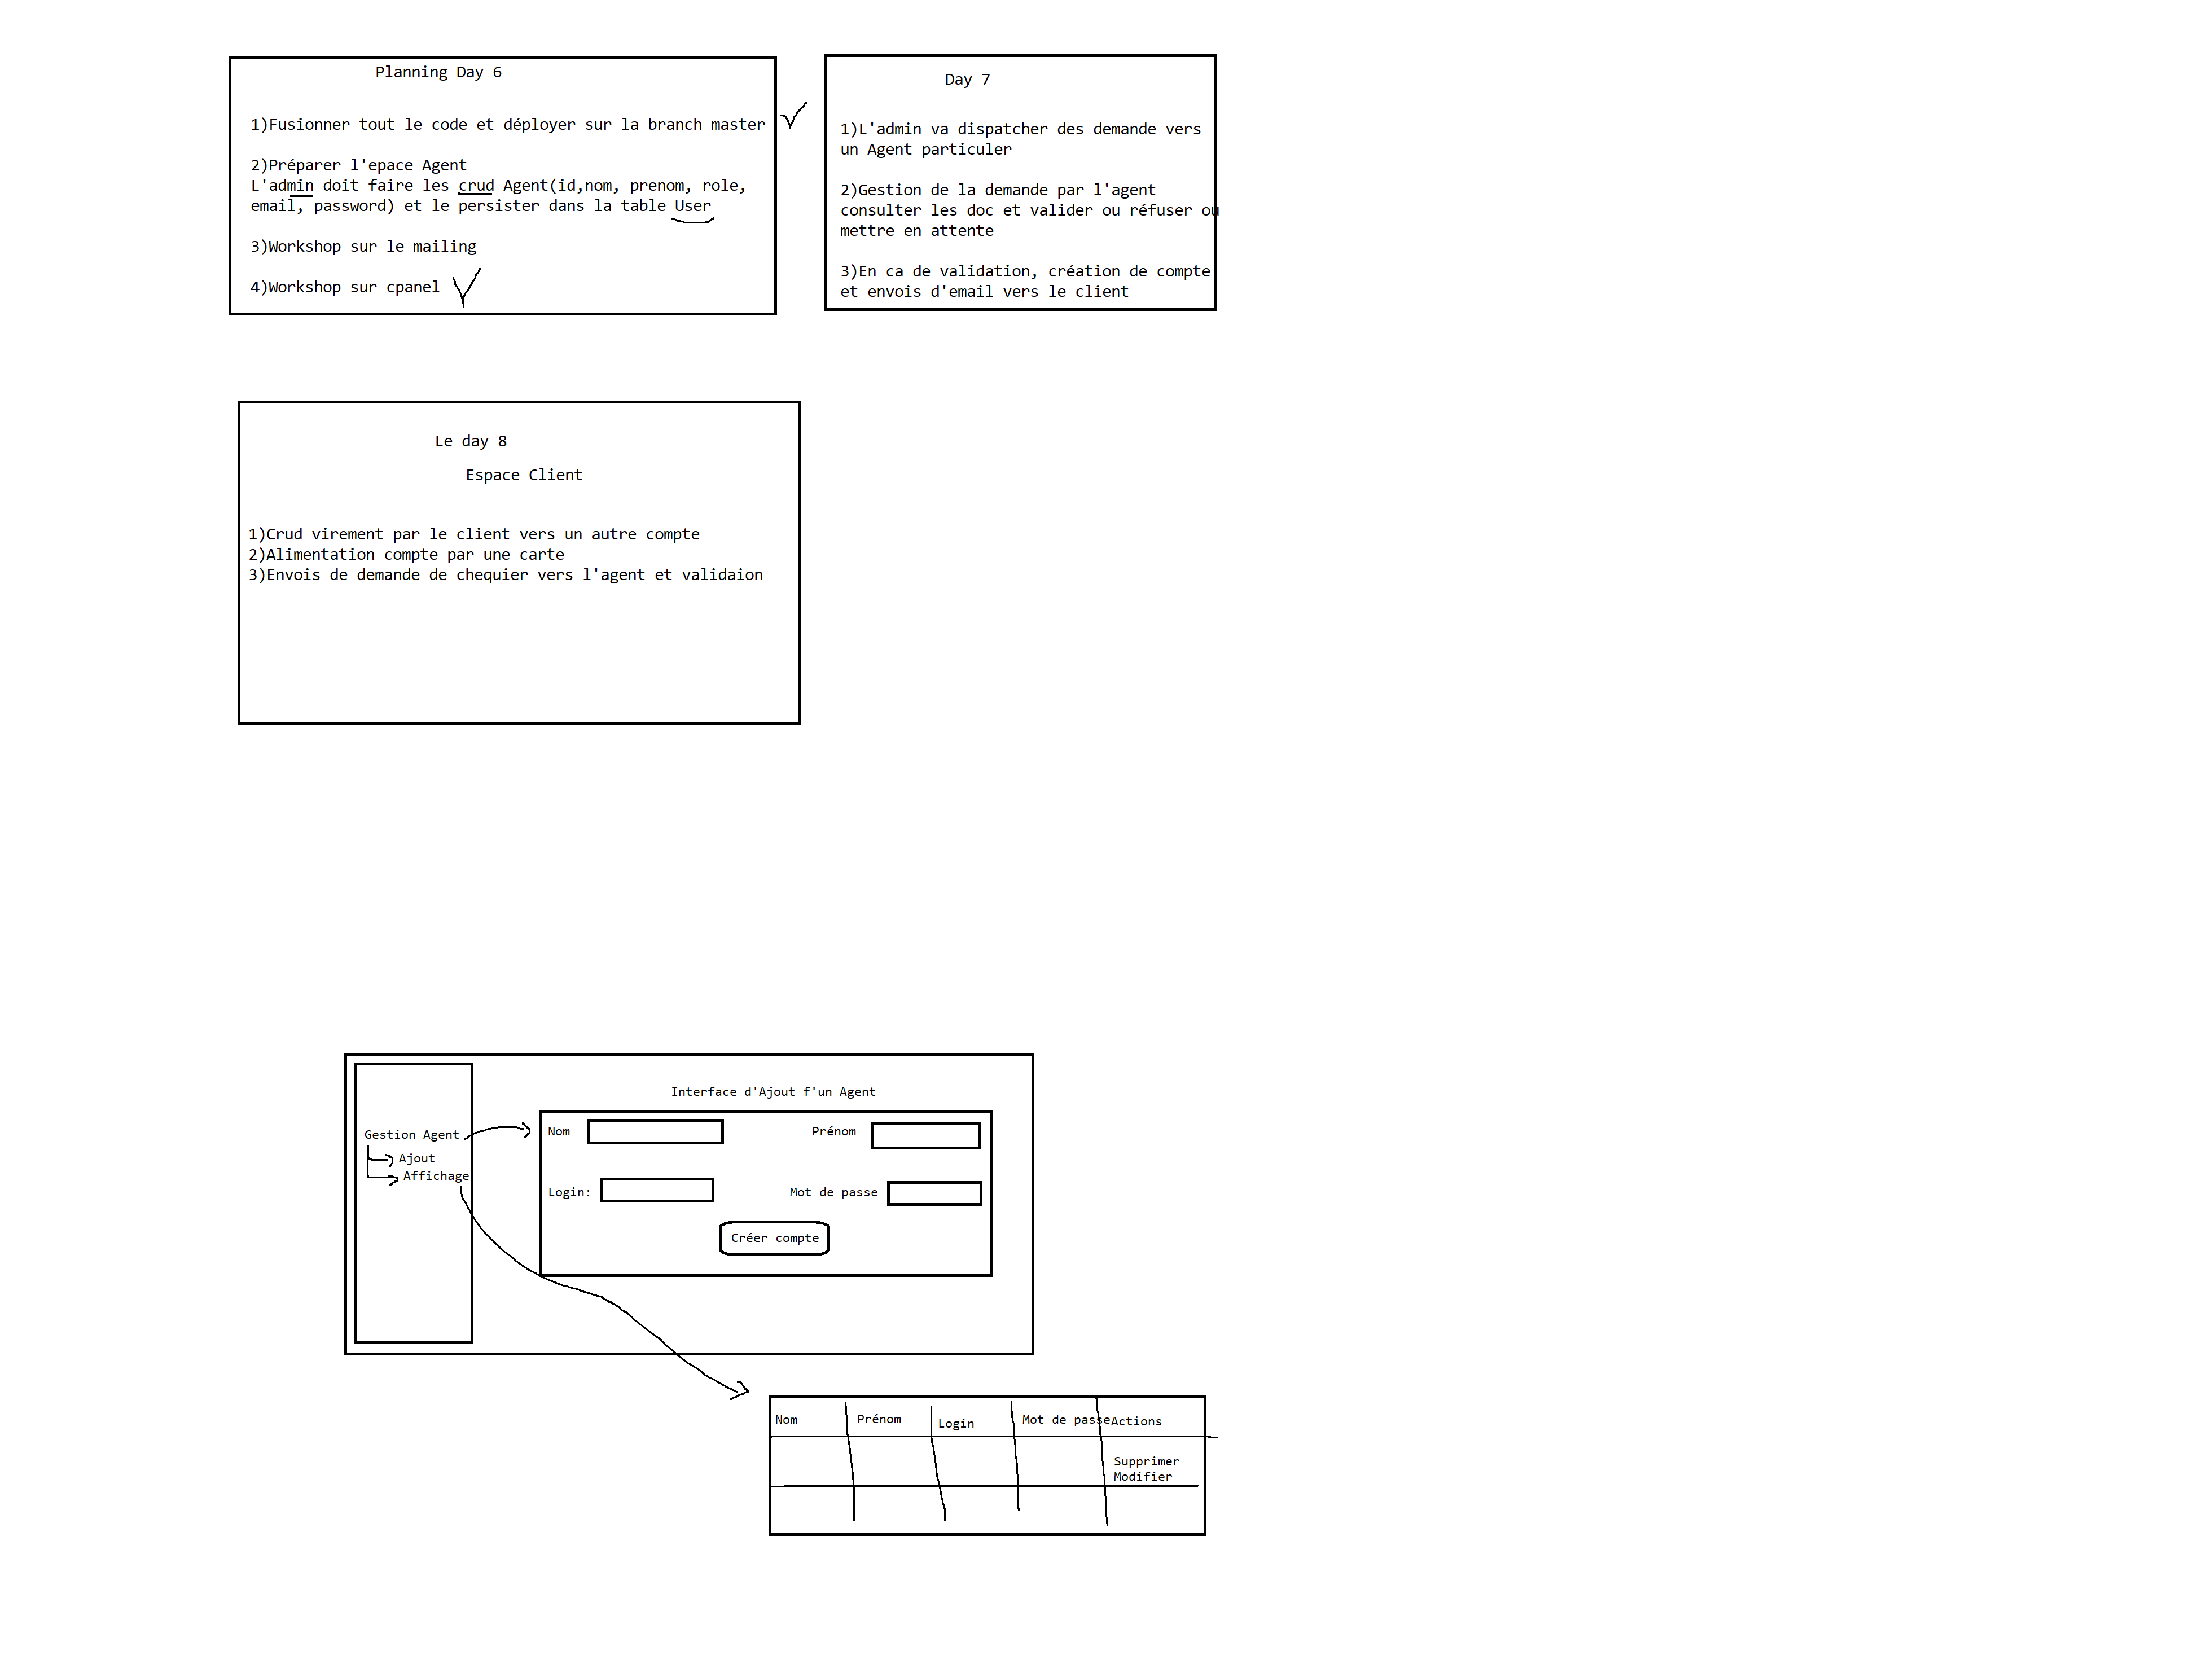 Planning Day 6
1)Fusionner tout le code et déployer sur la branch master
2)Préparer l'epace Agent
L'admin doit faire les crud Agent(id,nom, prenom, role,
email, password) et le persister dans la table User
3)Workshop sur le mailing
4)Workshop sur cpanel
Day 7
1)L'admin va dispatcher des demande vers
un Agent particuler
2)Gestion de la demande par l'agent
consulter les doc et valider ou réfuser ou
mettre en attente
3)En ca de validation, création de compte
et envois d'email vers le client
Le day 8
Espace Client
1)Crud virement par le client vers un autre compte
2)Alimentation compte par une carte
3)Envois de demande de chequier vers l'agent et validaion
Gestion Agent
Ajout
Affichage
Interface d'Ajout f'un Agent
Nom
Prénom
Login:
Mot de passe
Créer compte
Nom
Prénom
Login
Mot de passe
Actions
Supprimer
Modifier